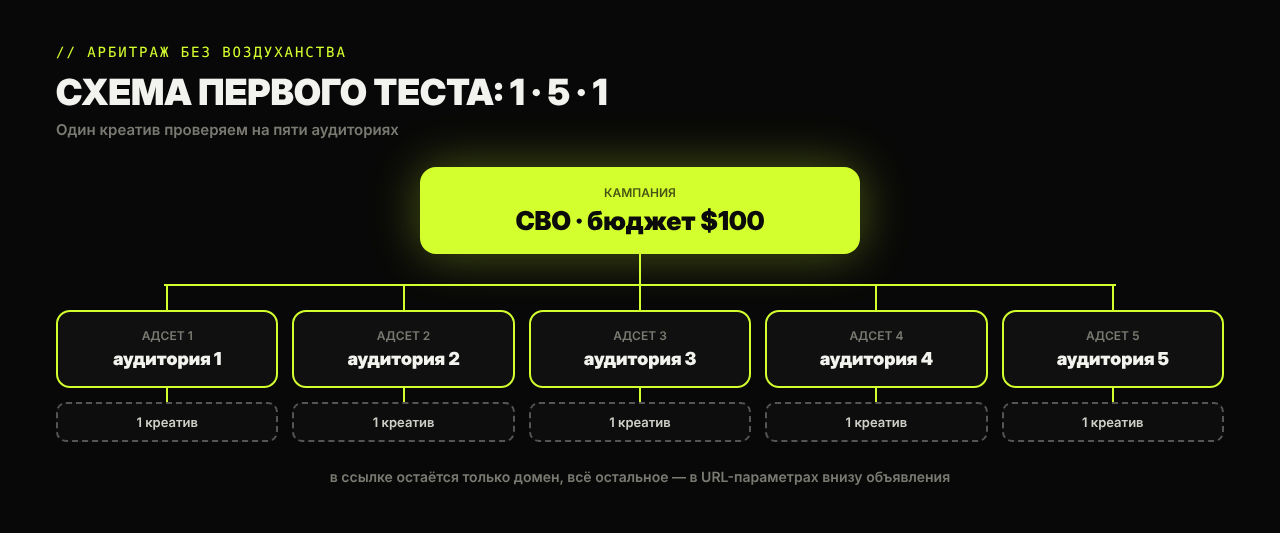 // АРБИТРАЖ БЕЗ ВОЗДУХАНСТВА
СХЕМА ПЕРВОГО ТЕСТА: 1 · 5 · 1
Один креатив проверяем на пяти аудиториях
КАМПАНИЯ
CBO · бюджет $100
АДСЕТ 1
аудитория 1
АДСЕТ 2
аудитория 2
АДСЕТ 3
аудитория 3
АДСЕТ 4
аудитория 4
АДСЕТ 5
аудитория 5
1 креатив
1 креатив
1 креатив
1 креатив
1 креатив
в ссылке остаётся только домен, всё остальное — в URL-параметрах внизу объявления